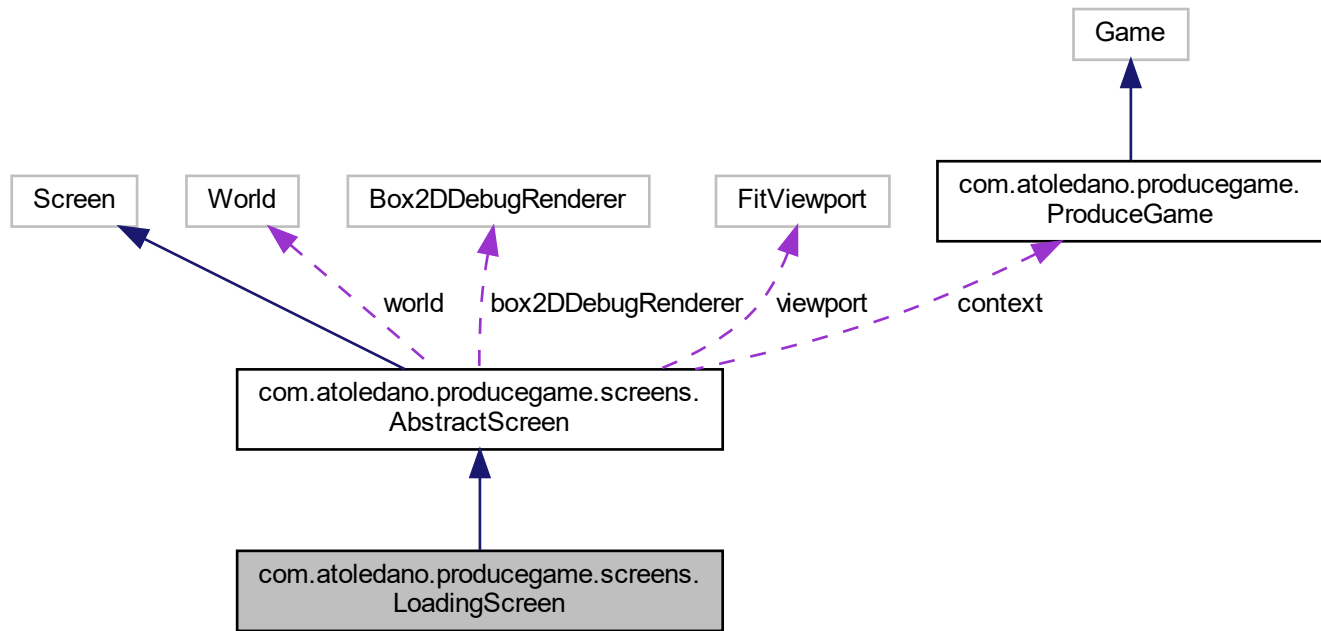 Game
Screen
World
Box2DDebugRenderer
FitViewport
com.atoledano.producegame.
ProduceGame
world
box2DDebugRenderer
viewport
context
com.atoledano.producegame.screens.
AbstractScreen
com.atoledano.producegame.screens.
LoadingScreen